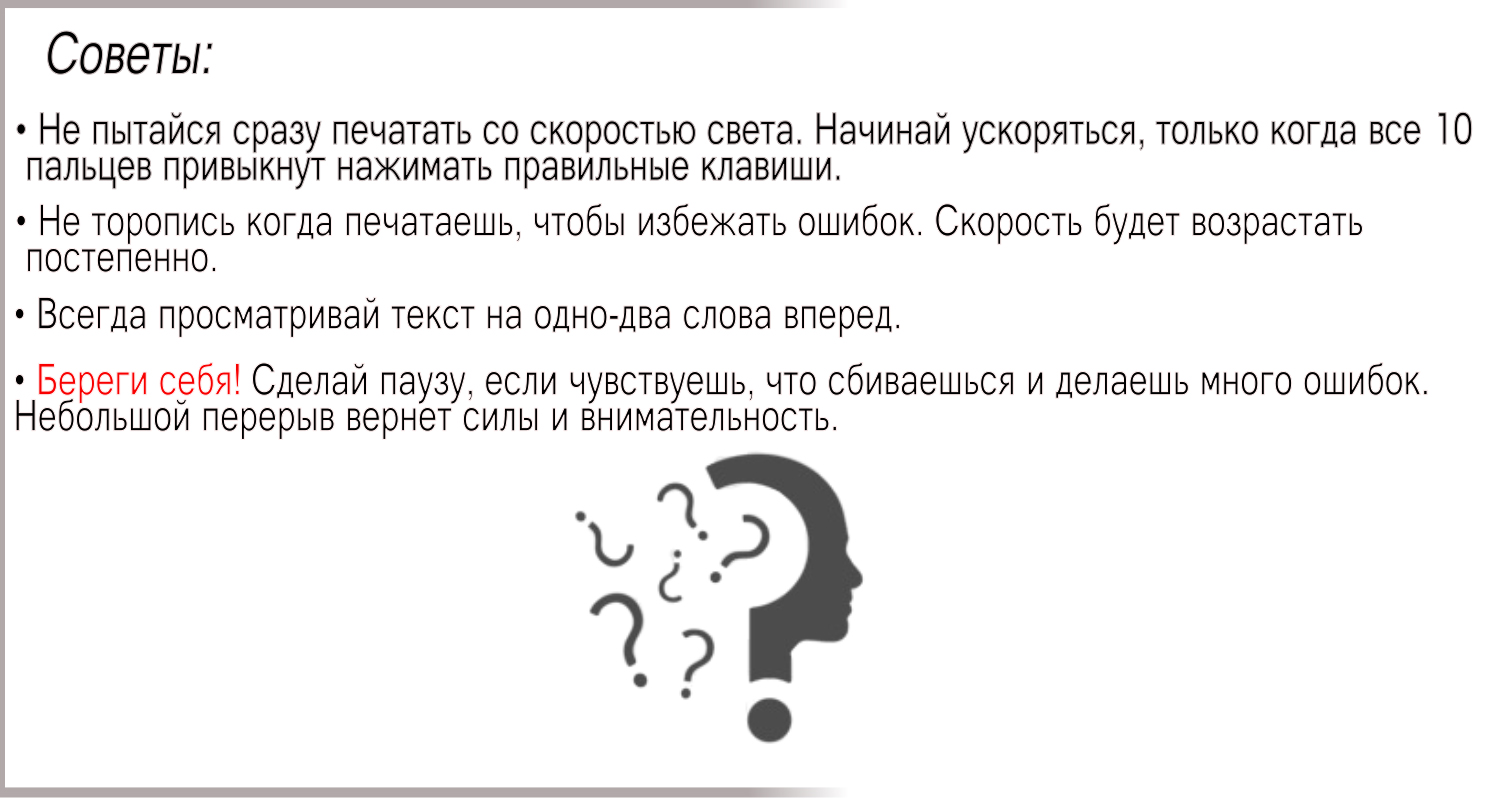 Советы:
• Не пытайся сразу печатать со скоростью света. Начинай ускоряться, только когда все 10
пальцев привыкнут нажимать правильные клавиши.
• Не торопись когда печатаешь, чтобы избежать ошибок. Скорость будет возрастать
постепенно.
• Всегда просматривай текст на одно-два слова вперед.
• Береги себя! Сделай паузу, если чувствуешь, что сбиваешься и делаешь много ошибок.
Небольшой перерыв вернет силы и внимательность.